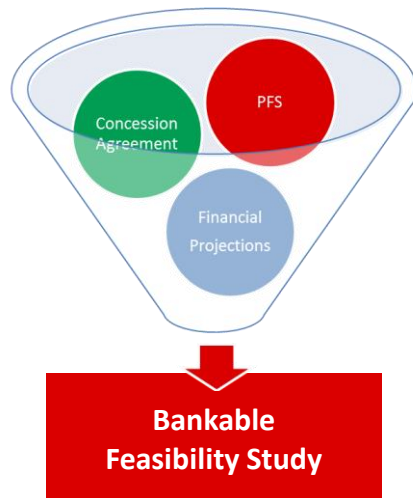 PFS
Concession
Agreement
Financial
Projections
Bankable
Feasibility Study